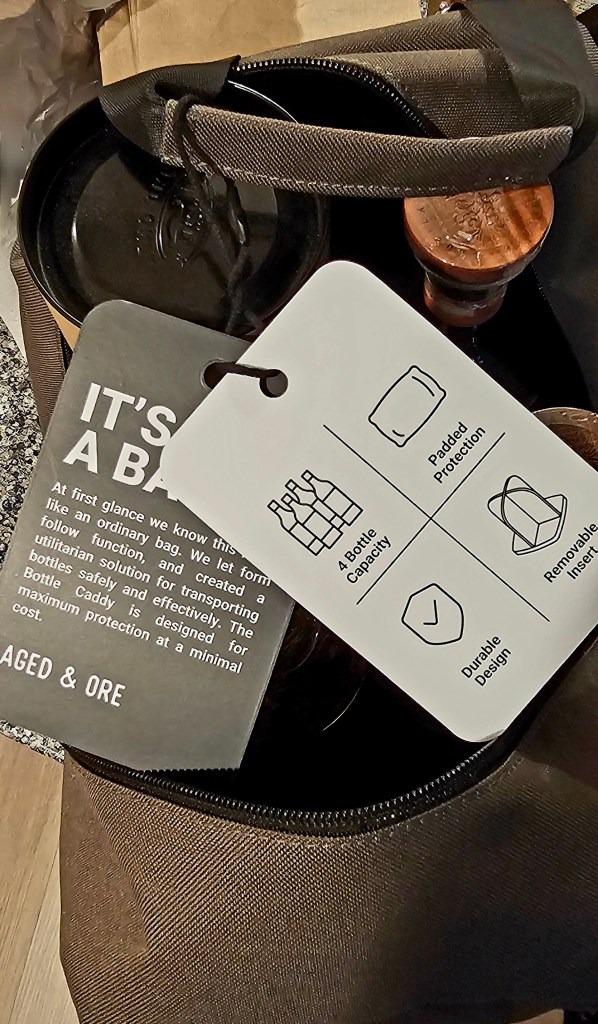 IT'S
A BA
At first glance we know this
like an ordinary bag. We let form
follow function, and created a
utilitarian solution for transporting
bottles safely and effectively. The
Bottle Caddy is designed for
maximum protection at a minimal
cost.
AGED & ORE
Padded
Protection
4 Bottle
Capacity
Removable
Insert
Durable
Design